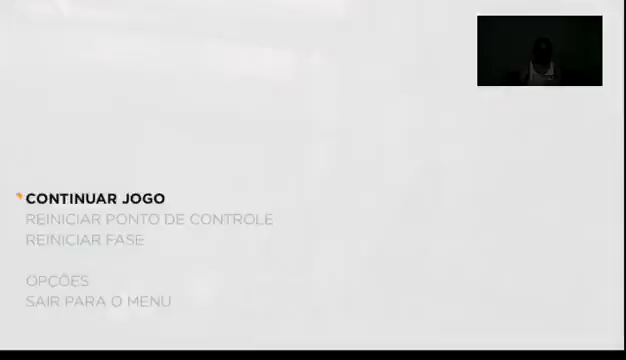 CONTINUAR JOGO
REINICIAR PONTO DE CONTROLE
REINICIAR FASE
OPÇÕES
SAIR PARA O MENU